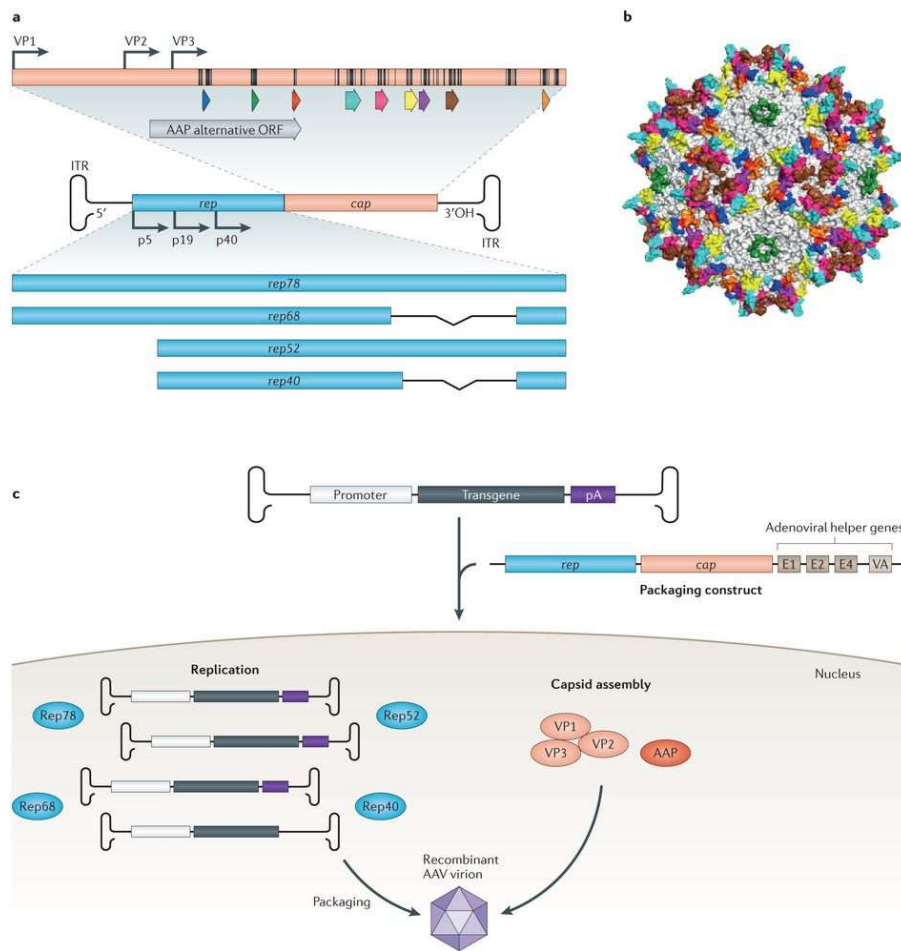 a
b
VP1
VP2
VP3
AAP alternative ORF
ITR
5′
rep
cap
3′OH
ITR
p5
p19
p40
rep78
rep68
rep52
rep40
c
Promoter
Transgene
pA
Adenoviral helper genes
rep
cap
E1
E2
E4
VA
Packaging construct
Nucleus
Replication
Capsid assembly
Rep78
Rep52
VP1
VP2
VP3
AAP
Rep68
Rep40
Recombinant
AAV virion
Packaging